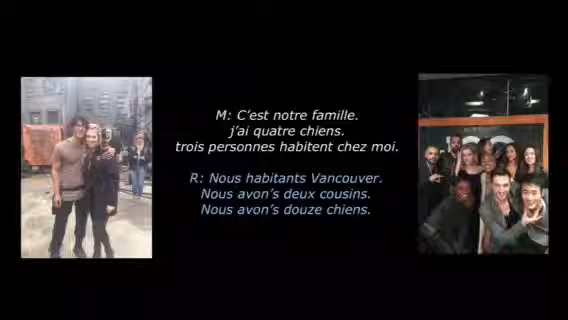 M: C'est notre famille.
j'ai quatre chiens.
trois personnes habitent chez moi.
R: Nous habitants Vancouver.
Nous avon's deux cousins.
Nous avon's douze chiens.